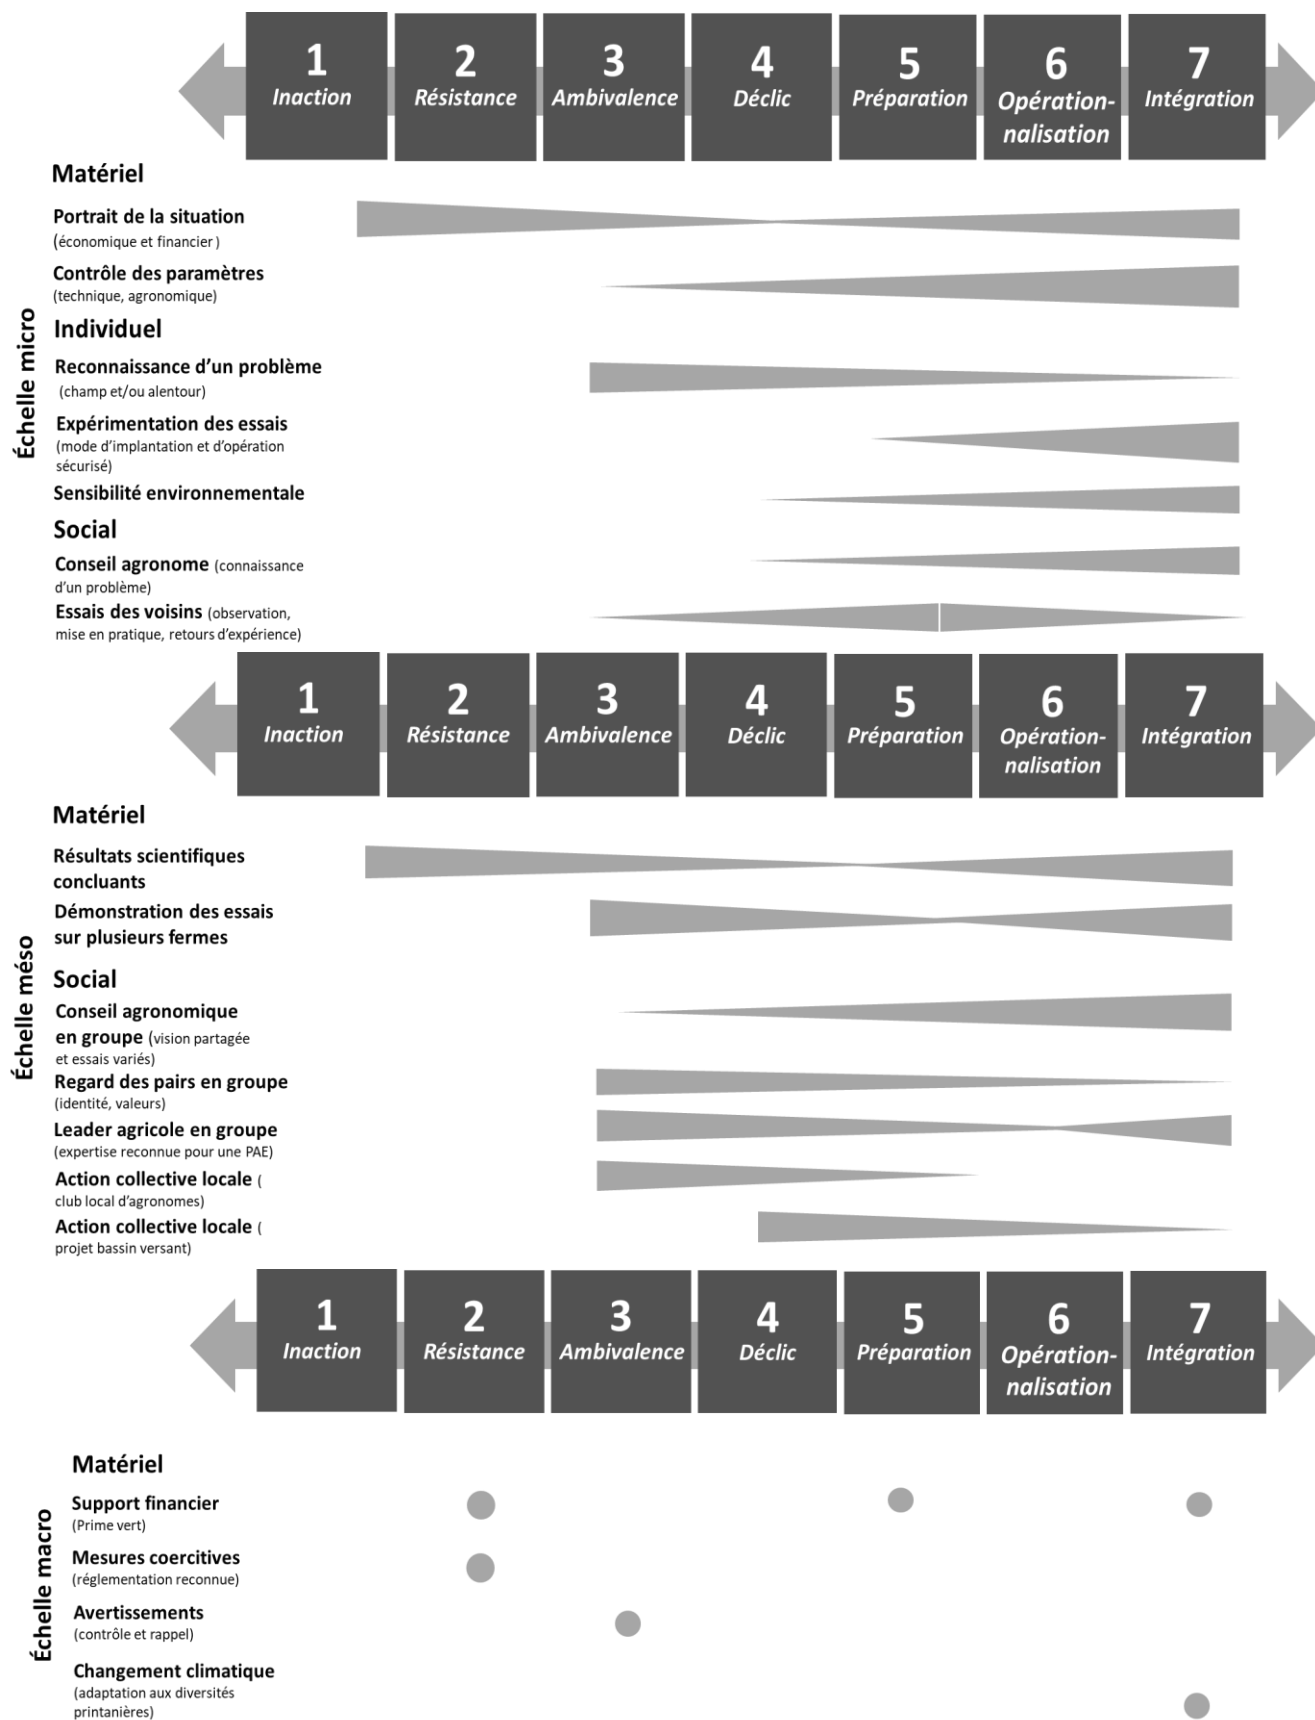 1 2 3 4 5 6 7
Inaction Résistance Ambivalence Déclic Préparation Opération-
nalisation Intégration
Échelle micro
Matériel
Portrait de la situation
(économique et financier )
Contrôle des paramètres
(technique, agronomique)
Individuel
Reconnaissance d'un problème
(champ et/ou alentour)
Expérimentation des essais
(mode d'implantation et d'opération
sécurisé)
Sensibilité environnementale
Social
Conseil agronome (connaissance
d'un problème)
Essais des voisins (observation,
mise en pratique, retours d'expérience)
1 2 3 4 5 6 7
Inaction Résistance Ambivalence Déclic Préparation Opération-
nalisation Intégration
Échelle méso
Matériel
Résultats scientifiques
concluants
Démonstration des essais
sur plusieurs fermes
Social
Conseil agronomique
en groupe (vision partagée
et essais variés)
Regard des pairs en groupe
(identité, valeurs)
Leader agricole en groupe
(expertise reconnue pour une PAE)
Action collective locale (
club local d'agronomes)
Action collective locale (
projet bassin versant)
1 2 3 4 5 6 7
Inaction Résistance Ambivalence Déclic Préparation Opération-
nalisation Intégration
Échelle macro
Matériel
Support financier
(Prime vert)
Mesures coercitives
(réglementation reconnue)
Avertissements
(contrôle et rappel)
Changement climatique
(adaptation aux diversités
printanières)